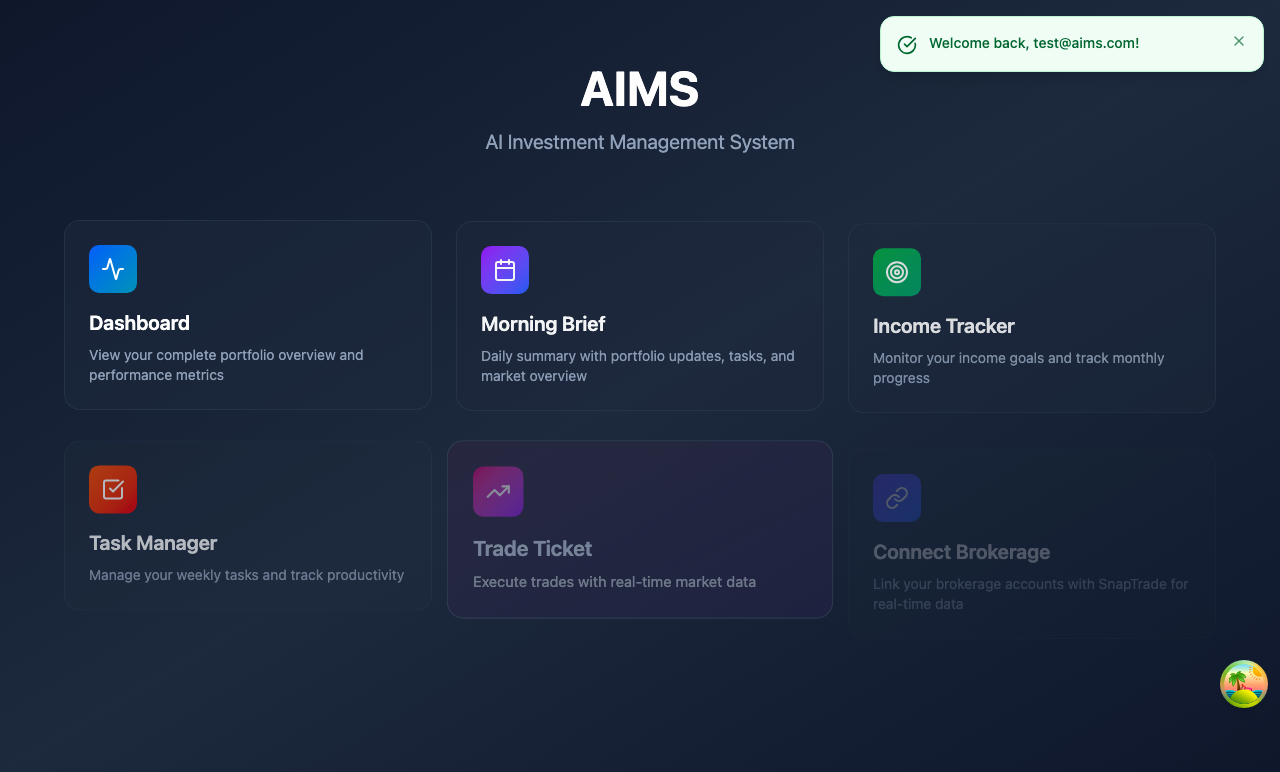 Welcome back, test@aims.com!
AIMS
AI Investment Management System
Dashboard
View your complete portfolio overview and
performance metrics
Morning Brief
Daily summary with portfolio updates, tasks, and
market overview
Income Tracker
Monitor your income goals and track monthly
progress
Task Manager
Manage your weekly tasks and track productivity
Trade Ticket
Execute trades with real-time market data
Connect Brokerage
Link your brokerage accounts with SnapTrade for
real-time data